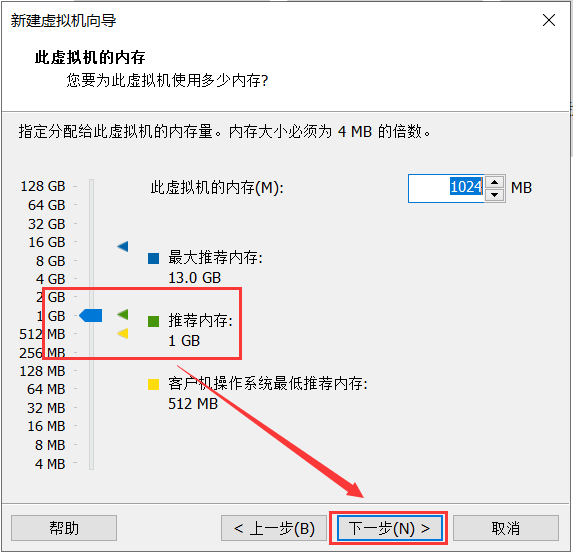 新建虚拟机向导
此虚拟机的内存
您要为此虚拟机使用多少内存?
指定分配给此虚拟机的内存量。内存大小必须为 4 MB 的倍数。
128 GB
64 GB
32 GB
16 GB
8 GB
4 GB
2 GB
1 GB
512 MB
256 MB
128 MB
64 MB
32 MB
16 MB
8 MB
4 MB
此虚拟机的内存(M):
1024 MB
最大推荐内存:
13.0 GB
推荐内存:
1 GB
客户机操作系统最低推荐内存:
512 MB
帮助
< 上一步(B)
下一步(N) >
取消